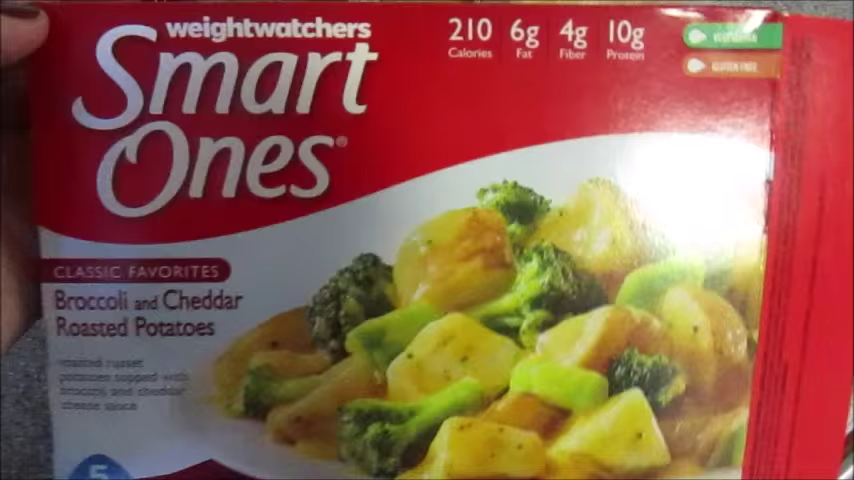 weightwatchers
Smart
Ones®
210 6g 4g 10g
Calories Fat Fiber Protein
VEGETARIAN
GLUTEN FREE
CLASSIC FAVORITES
Broccoli and Cheddar
Roasted Potatoes
roasted russet
potatoes topped with
broccoli and cheddar
cheese sauce
5